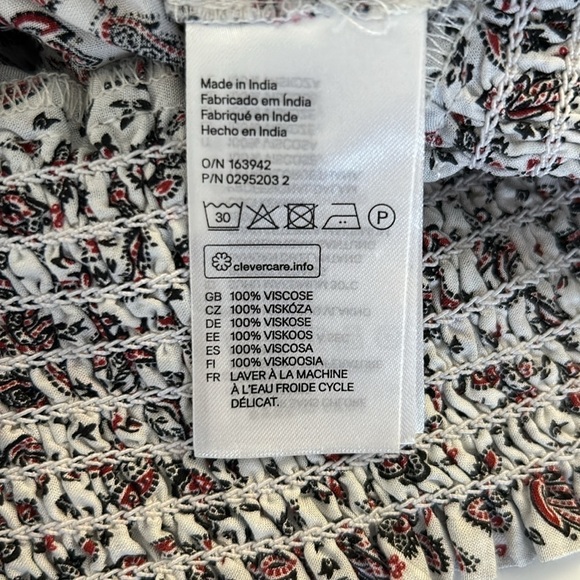 Made in India
Fabricado em Índia
Fabriqué en Inde
Hecho en India
O/N 163942
P/N 0295203 2
30 P
clevercare.info
GB 100% VISCOSE
CZ 100% VISKÓZA
DE 100% VISKOSE
EE 100% VISKOOS
ES 100% VISCOSA
FI 100% VISKOOSIA
FR LAVER À LA MACHINE
À L'EAU FROIDE CYCLE
DÉLICAT.